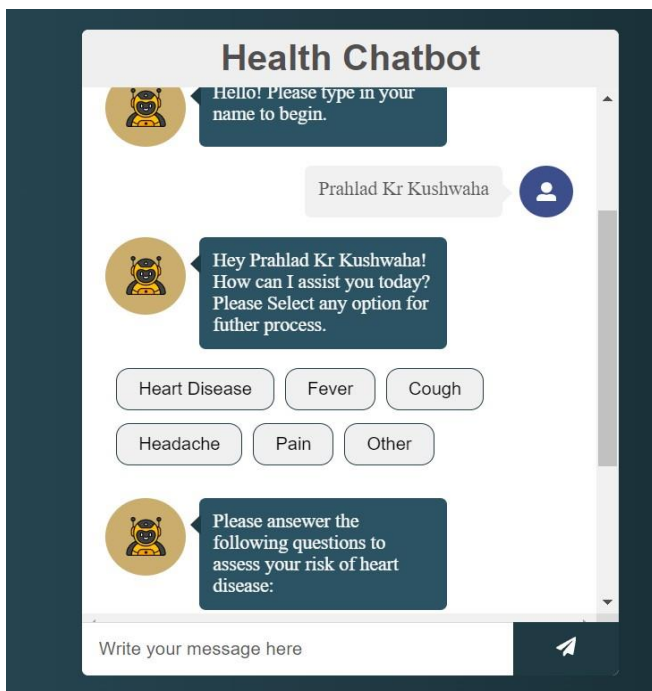 Health Chatbot
Hello! Please type in your
name to begin.
Prahlad Kr Kushwaha
Hey Prahlad Kr Kushwaha!
How can I assist you today?
Please Select any option for
futher process.
Heart Disease Fever Cough
Headache Pain Other
Please ansewer the
following questions to
assess your risk of heart
disease:
Write your message here